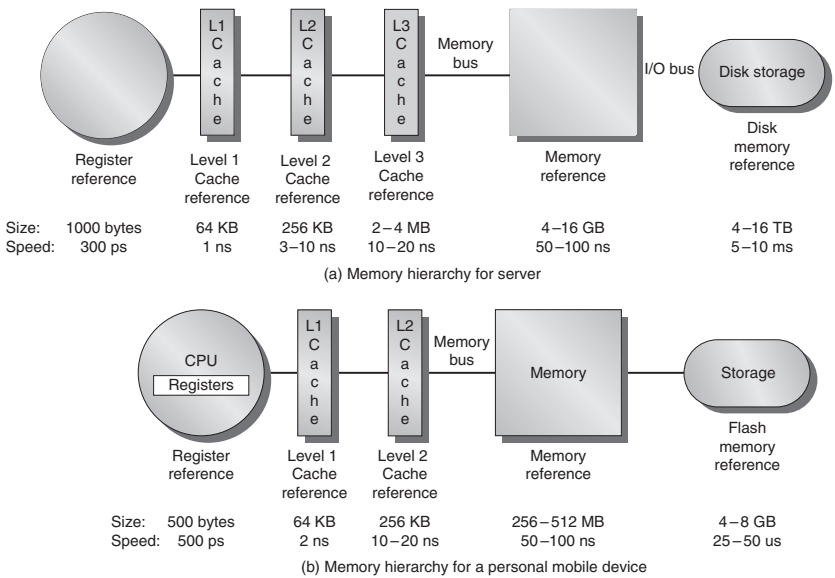 L1
C
a
c
h
e
L2
C
a
c
h
e
L3
C
a
c
h
e
Memory
bus
I/O bus
Disk storage
Register
reference
Level 1
Cache
reference
Level 2
Cache
reference
Level 3
Cache
reference
Memory
reference
Disk
memory
reference
Size: 1000 bytes 64 KB 256 KB 2–4 MB 4–16 GB 4–16 TB
Speed: 300 ps 1 ns 3–10 ns 10–20 ns 50–100 ns 5–10 ms
(a) Memory hierarchy for server
CPU
Registers
L1
C
a
c
h
e
L2
C
a
c
h
e
Memory
bus
Memory
Storage
Register
reference
Level 1
Cache
reference
Level 2
Cache
reference
Memory
reference
Flash
memory
reference
Size: 500 bytes 64 KB 256 KB 256–512 MB 4–8 GB
Speed: 500 ps 2 ns 10–20 ns 50–100 ns 25–50 us
(b) Memory hierarchy for a personal mobile device